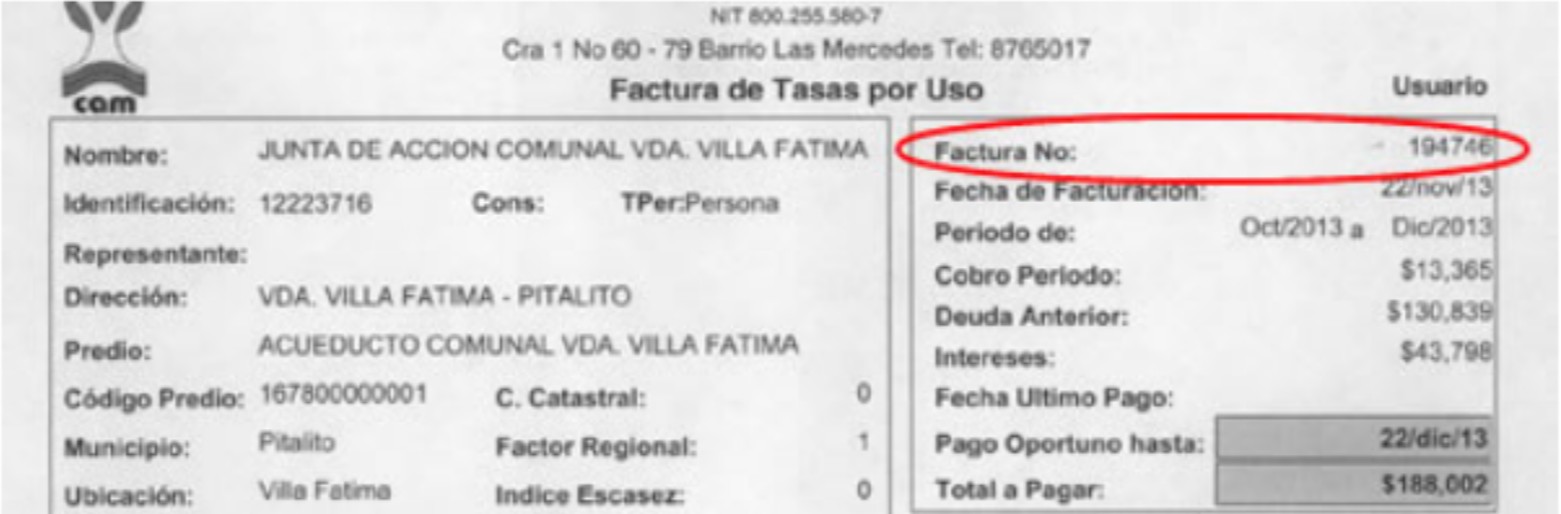 NIT 800.255.580-7
Cra 1 No 60 - 79 Barrio Las Mercedes Tel: 8765017
Factura de Tasas por Uso
Usuario
cam
Nombre: JUNTA DE ACCION COMUNAL VDA. VILLA FATIMA
Identificación: 12223716 Cons: TPer:Persona
Representante:
Dirección: VDA. VILLA FATIMA - PITALITO
Predio: ACUEDUCTO COMUNAL VDA. VILLA FATIMA
Código Predio: 167800000001 C. Catastral: 0
Municipio: Pitalito Factor Regional: 1
Ubicación: Villa Fatima Indice Escasez: 0
Factura No: 194746
Fecha de Facturación: 22/nov/13
Periodo de: Oct/2013 a Dic/2013
Cobro Periodo: $13,365
Deuda Anterior: $130,839
Intereses: $43,798
Fecha Ultimo Pago:
Pago Oportuno hasta: 22/dic/13
Total a Pagar: $188,002